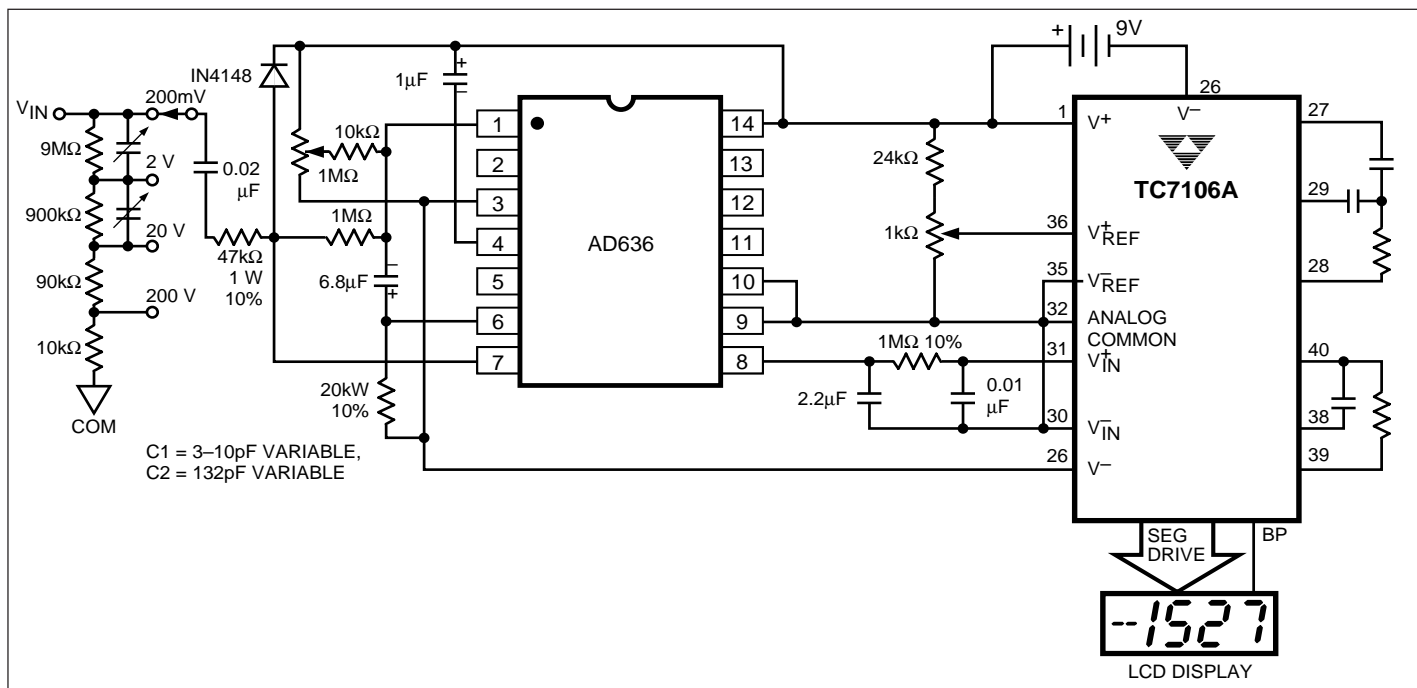 9V
+
26
V–
1
V+
27
TC7106A
29
28
36
V+REF
35
V–REF
32
ANALOG
COMMON
31
V+IN
30
V–IN
26
V–
40
38
39
SEG
DRIVE
BP
--1527
LCD DISPLAY
IN4148
1µF
+
–
VIN
200mV
9MΩ
2 V
900kΩ
20 V
90kΩ
200 V
10kΩ
COM
0.02
µF
47kΩ
1 W
10%
10kΩ
1MΩ
1MΩ
6.8µF
–
+
20kW
10%
1
2
3
4
5
6
7
AD636
14
13
12
11
10
9
8
24kΩ
1kΩ
1MΩ 10%
2.2µF
0.01
µF
C1 = 3–10pF VARIABLE,
C2 = 132pF VARIABLE